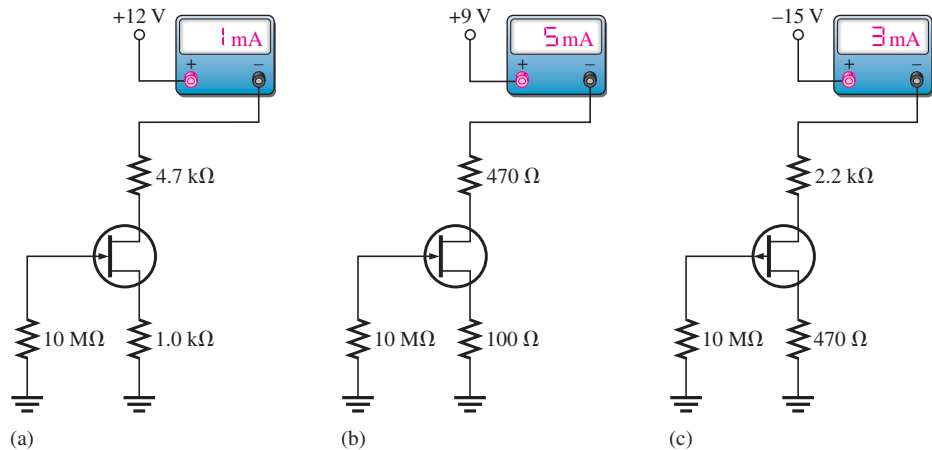 +12 V
1 mA
+ –
4.7 kΩ
10 MΩ
1.0 kΩ
(a)
+9 V
5 mA
+ –
470 Ω
10 MΩ
100 Ω
(b)
–15 V
3 mA
+ –
2.2 kΩ
10 MΩ
470 Ω
(c)